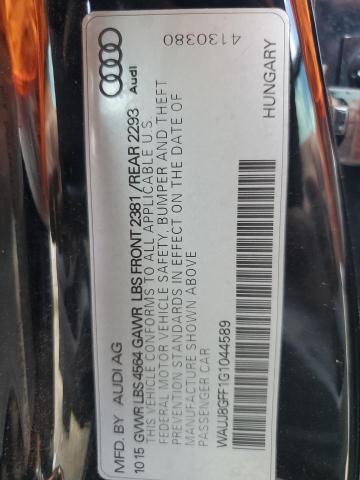 MFD. BY AUDI AG
10 15 GVWR LBS 4564 GAWR LBS FRONT 2381 / REAR 2293
THIS VEHICLE CONFORMS TO ALL APPLICABLE U.S.
FEDERAL MOTOR VEHICLE SAFETY, BUMPER AND THEFT
PREVENTION STANDARDS IN EFFECT ON THE DATE OF
MANUFACTURE SHOWN ABOVE
PASSENGER CAR
WAUJ8GFF1G1044589
Audi
4130380
HUNGARY